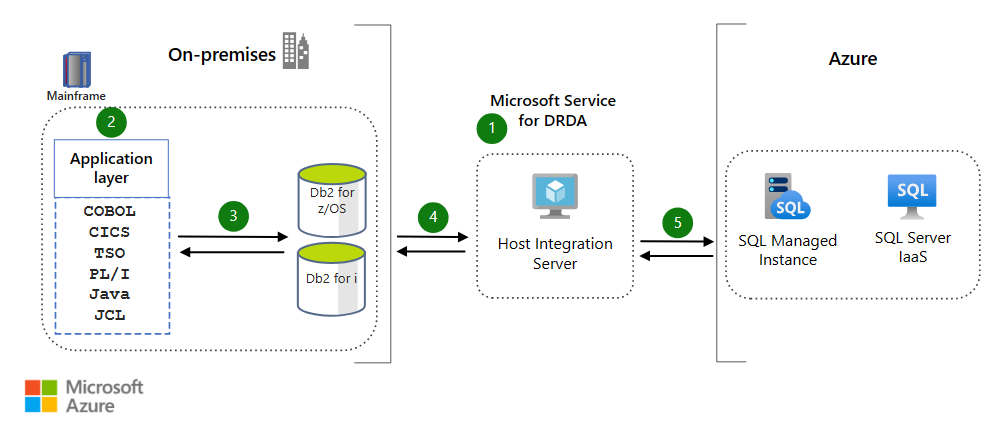 On-premises
Mainframe
2
Application
layer
COBOL
CICS
TSO
PL/I
Java
JCL
3
Db2 for
z/OS
Db2 for i
4
Microsoft Service
for DRDA
1
Host Integration
Server
5
Azure
SQL
SQL Managed
Instance
SQL
SQL Server
IaaS
Microsoft
Azure